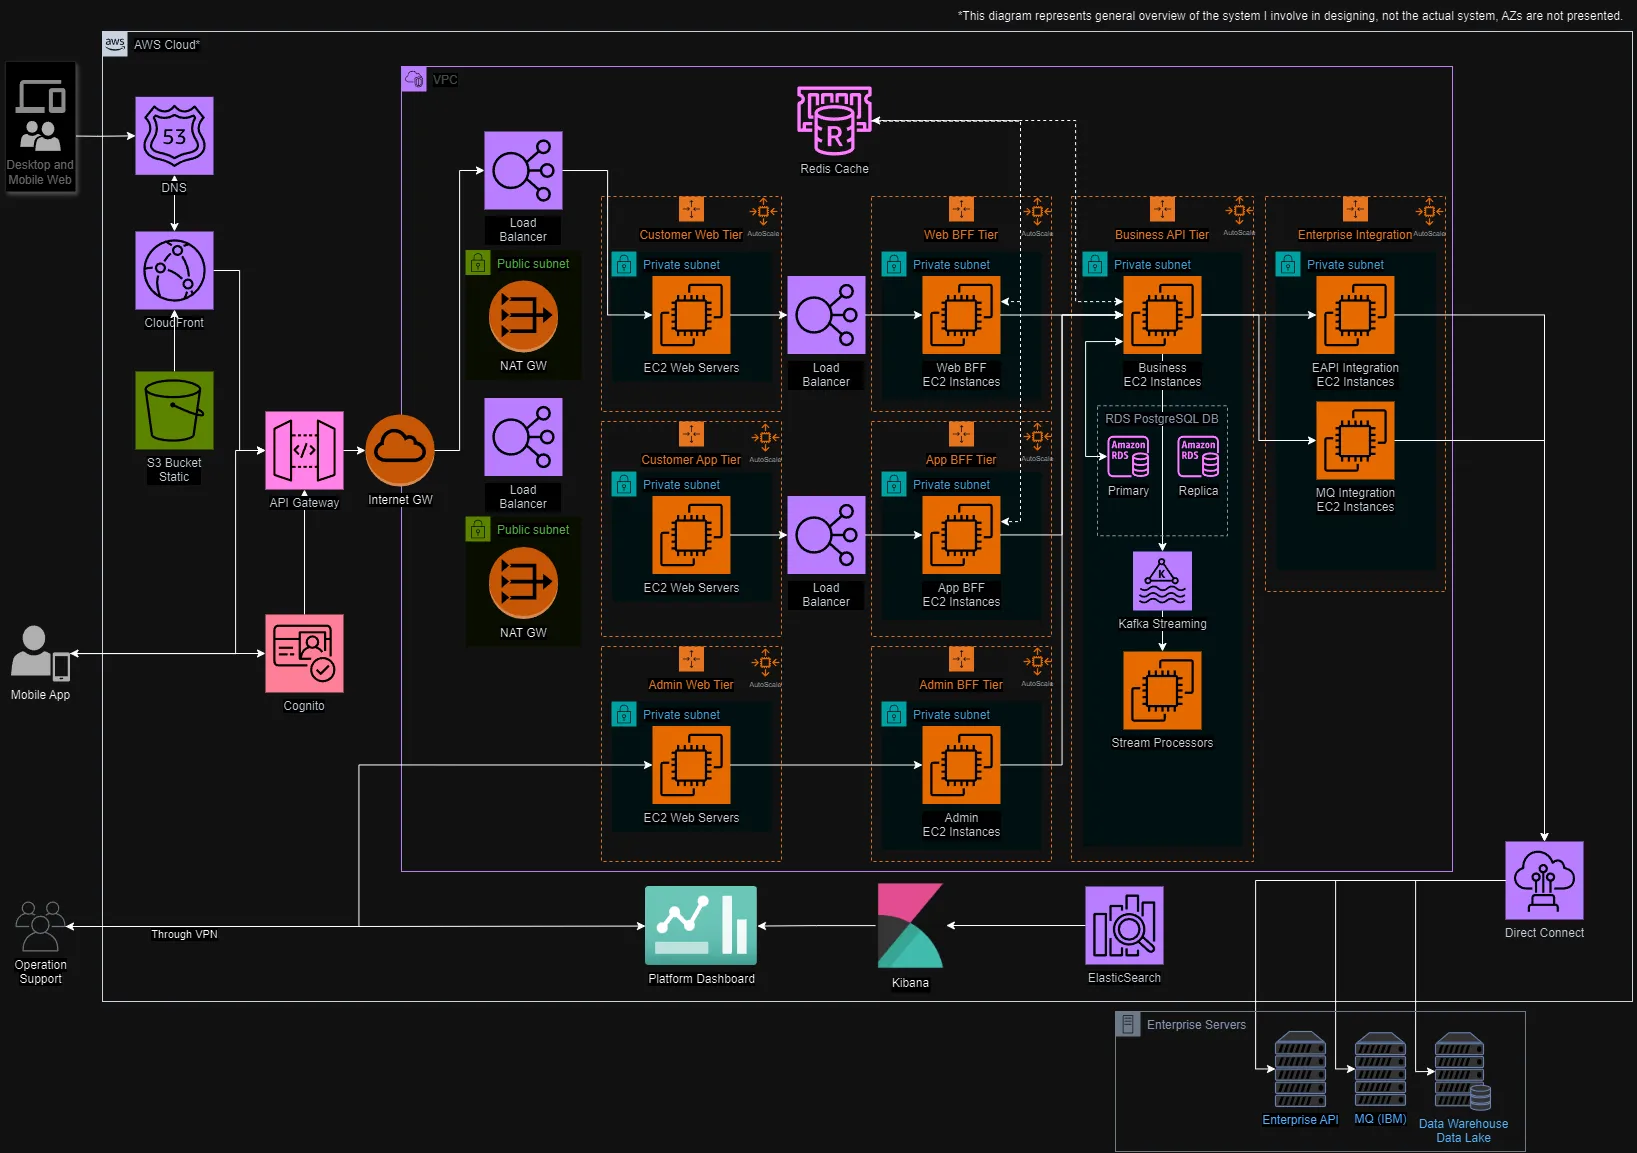 *This diagram represents general overview of the system I involve in designing, not the actual system, AZs are not presented.
aws
AWS Cloud*
VPC
Desktop and
Mobile Web
53
DNS
CloudFront
S3 Bucket
Static
API Gateway
Internet GW
Mobile App
Cognito
Operation
Support
Through VPN
Load
Balancer
Public subnet
NAT GW
Load
Balancer
Public subnet
NAT GW
R
Redis Cache
Customer Web Tier
AutoScale
Private subnet
EC2 Web Servers
Load
Balancer
Web BFF Tier
AutoScale
Private subnet
Web BFF
EC2 Instances
Customer App Tier
AutoScale
Private subnet
EC2 Web Servers
Load
Balancer
App BFF Tier
AutoScale
Private subnet
App BFF
EC2 Instances
Admin Web Tier
AutoScale
Private subnet
EC2 Web Servers
Admin BFF Tier
AutoScale
Private subnet
Admin
EC2 Instances
Business API Tier
AutoScale
Private subnet
Business
EC2 Instances
RDS PostgreSQL DB
Amazon
RDS
Primary
Amazon
RDS
Replica
K
Kafka Streaming
Stream Processors
Enterprise Integration
AutoScale
Private subnet
EAPI Integration
EC2 Instances
MQ Integration
EC2 Instances
Platform Dashboard
Kibana
ElasticSearch
Direct Connect
Enterprise Servers
Enterprise API
MQ (IBM)
Data Warehouse
Data Lake